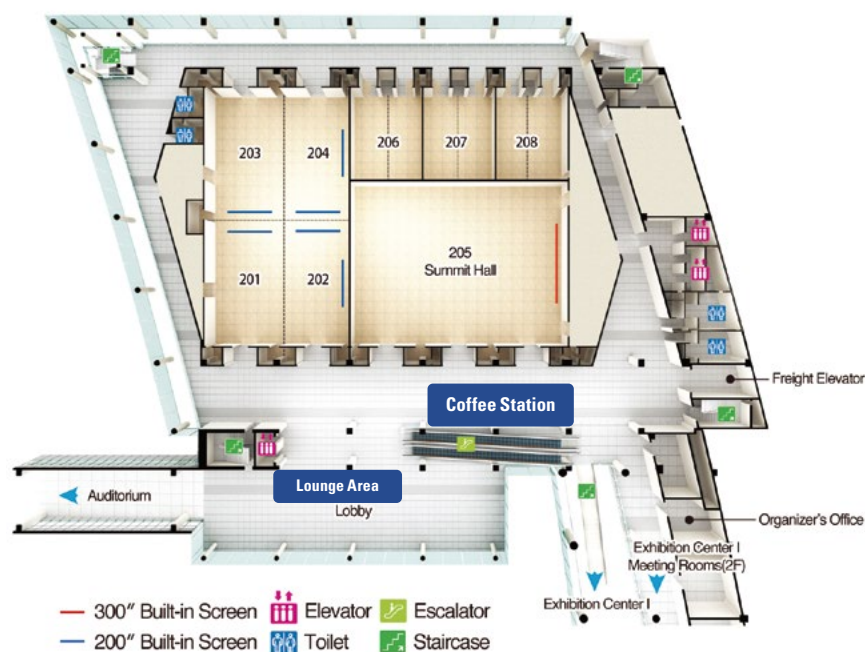 203
204
206
207
208
201
202
205
Summit Hall
Freight Elevator
Coffee Station
Lounge Area
Auditorium
Lobby
Organizer's Office
Exhibition Center I
Meeting Rooms(2F)
Exhibition Center I
300" Built-in Screen
Elevator
Escalator
200" Built-in Screen
Toilet
Staircase